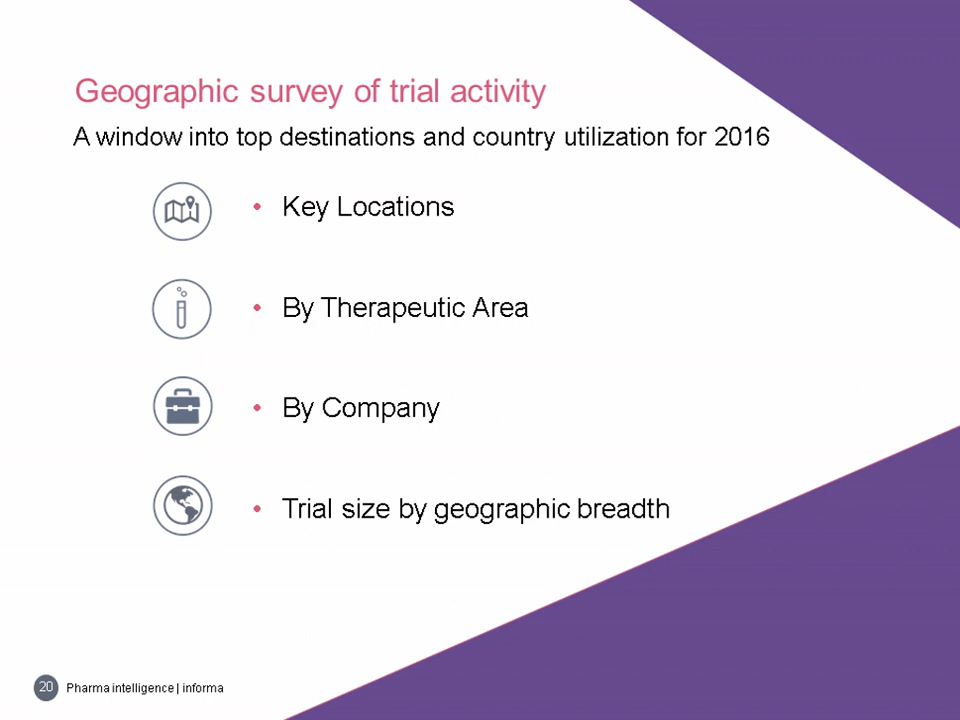 Geographic survey of trial activity
A window into top destinations and country utilization for 2016
• Key Locations
• By Therapeutic Area
• By Company
• Trial size by geographic breadth
20 Pharma intelligence | informa